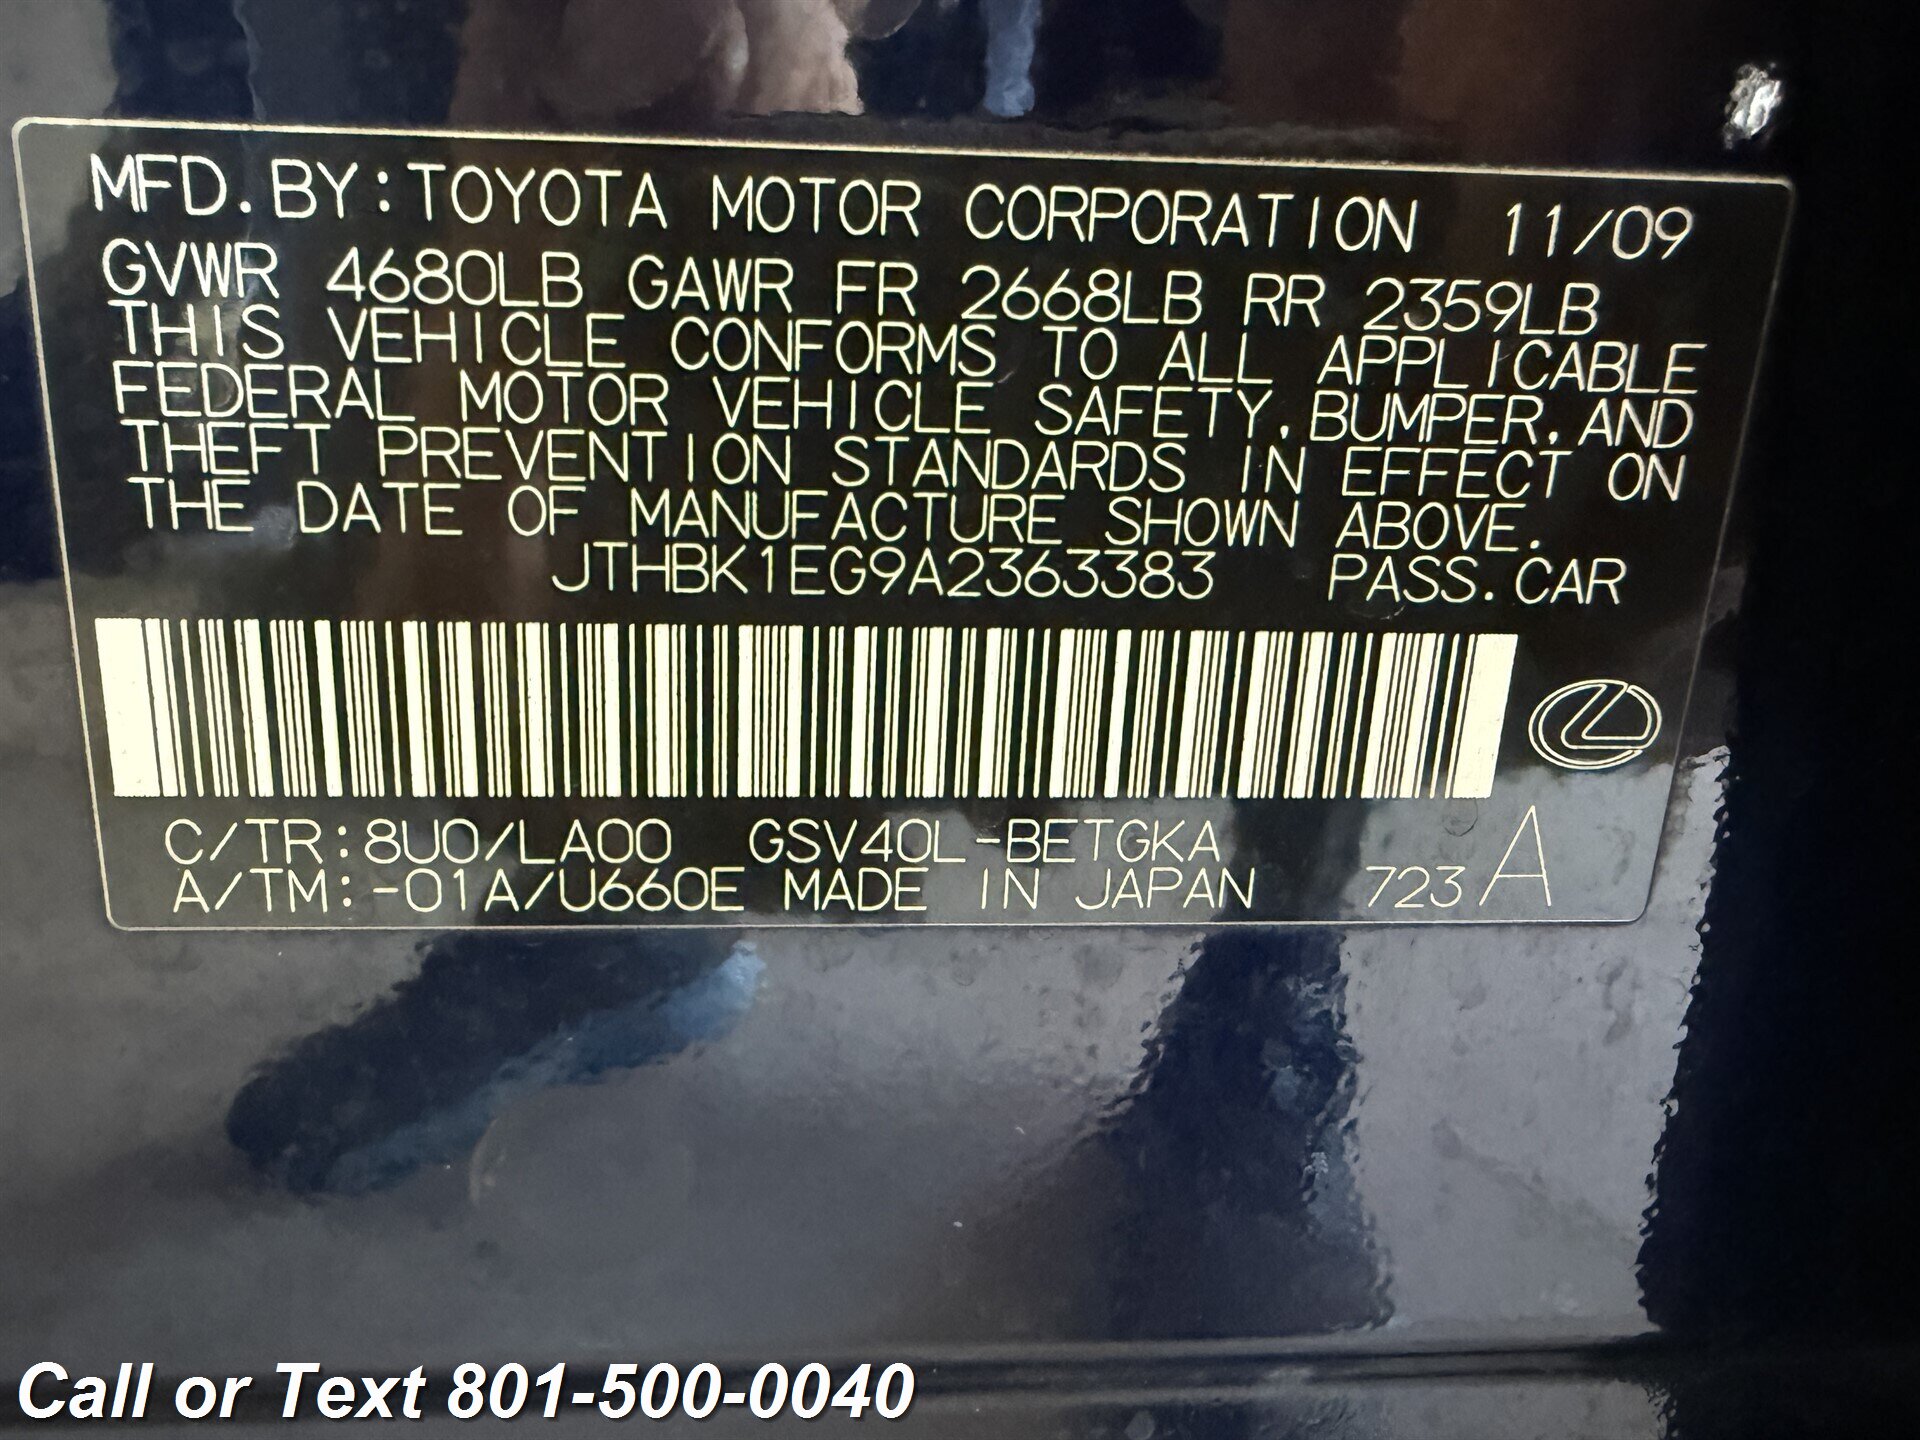 MFD. BY: TOYOTA MOTOR CORPORATION 11/09
GVWR 4680LB GAWR FR 2668LB RR 2359LB
THIS VEHICLE CONFORMS TO ALL APPLICABLE
FEDERAL MOTOR VEHICLE SAFETY, BUMPER, AND
THEFT PREVENTION STANDARDS IN EFFECT ON
THE DATE OF MANUFACTURE SHOWN ABOVE.
JTHBK1EG9A2363383 PASS. CAR
C/TR: 8U0/LA00 GSV40L-BETGKA
A/TM: -01A/U660E MADE IN JAPAN 723 A
Call or Text 801-500-0040